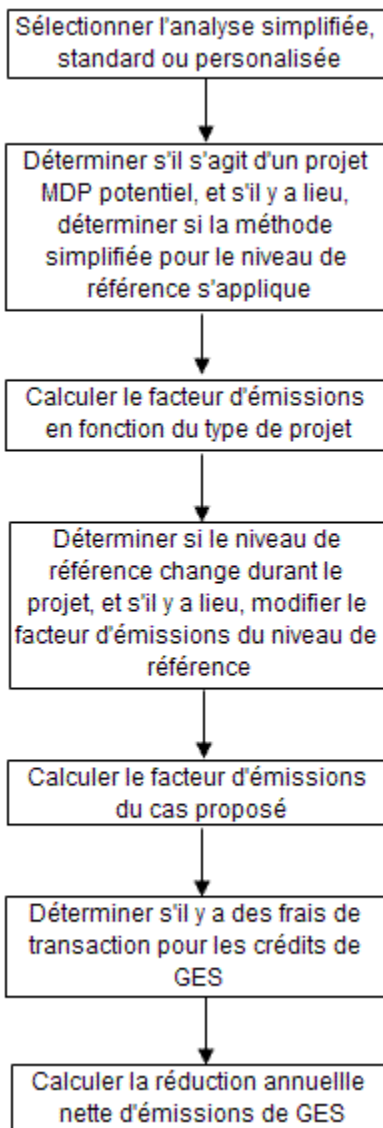 Sélectionner l'analyse simplifiée,
standard ou personalisée
Déterminer s'il s'agit d'un projet
MDP potentiel, et s'il y a lieu,
déterminer si la méthode
simplifiée pour le niveau de
référence s'applique
Calculer le facteur d'émissions
en fonction du type de projet
Déterminer si le niveau de
référence change durant le
projet, et s'il y a lieu, modifier le
facteur d'émissions du niveau de
référence
Calculer le facteur d'émissions
du cas proposé
Déterminer s'il y a des frais de
transaction pour les crédits de
GES
Calculer la réduction annuellle
nette d'émissions de GES